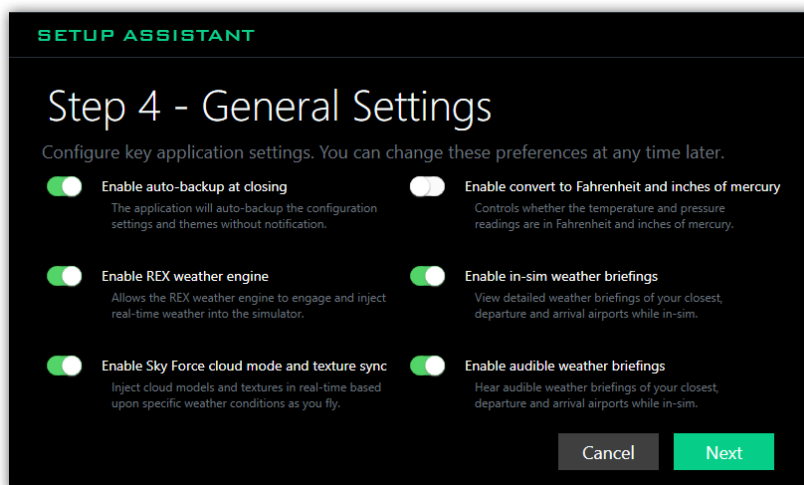 SETUP ASSISTANT
Step 4 - General Settings
Configure key application settings. You can change these preferences at any time later.
Enable auto-backup at closing
The application will auto-backup the configuration
settings and themes without notification.
Enable convert to Fahrenheit and inches of mercury
Controls whether the temperature and pressure
readings are in Fahrenheit and inches of mercury.
Enable REX weather engine
Allows the REX weather engine to engage and inject
real-time weather into the simulator.
Enable in-sim weather briefings
View detailed weather briefings of your closest,
departure and arrival airports while in-sim.
Enable Sky Force cloud mode and texture sync
Inject cloud models and textures in real-time based
upon specific weather conditions as you fly.
Enable audible weather briefings
Hear audible weather briefings of your closest,
departure and arrival airports while in-sim.
Cancel
Next